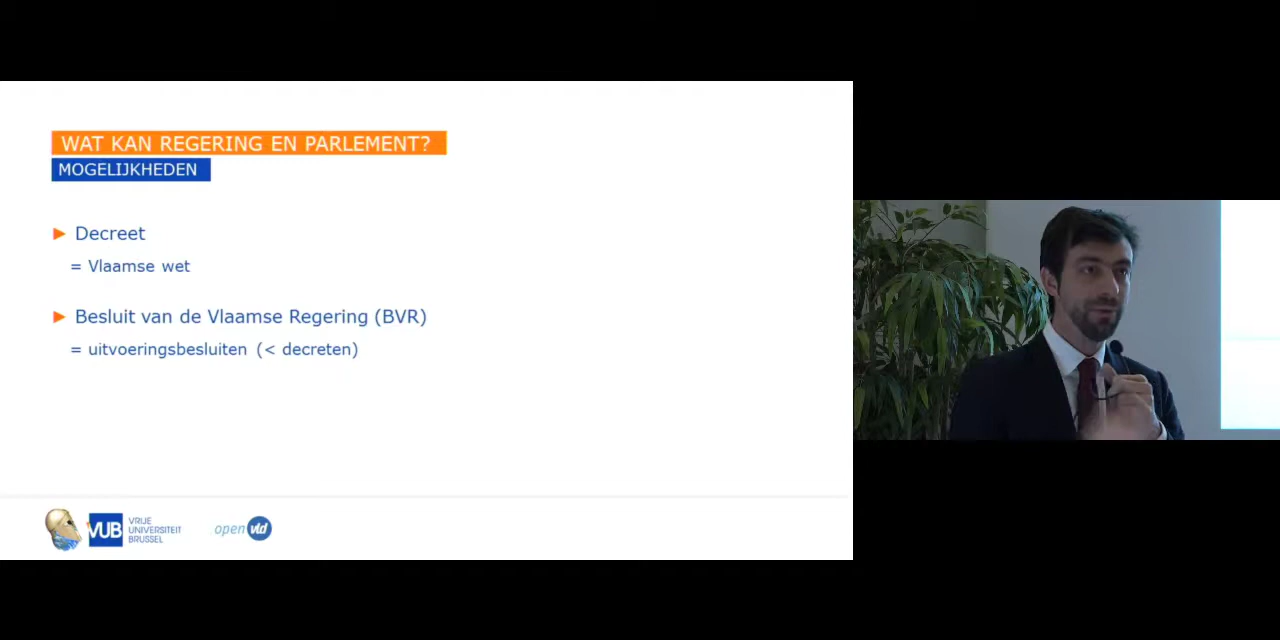 WAT KAN REGERING EN PARLEMENT?
MOGELIJKHEDEN
► Decreet
= Vlaamse wet
► Besluit van de Vlaamse Regering (BVR)
= uitvoeringsbesluiten (< decreten)
VUB
VRIJE
UNIVERSITEIT
BRUSSEL
open vld